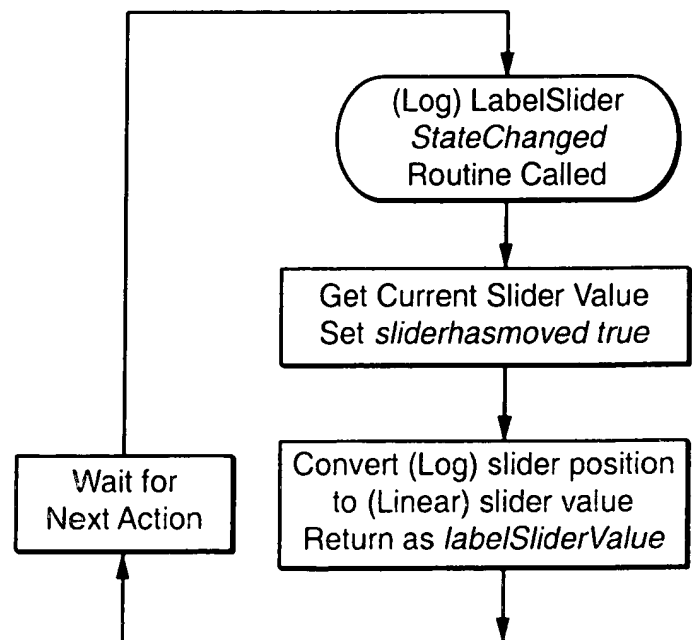 (Log) LabelSlider
StateChanged
Routine Called
Get Current Slider Value
Set sliderhasmoved true
Convert (Log) slider position
to (Linear) slider value
Return as labelSliderValue
Wait for
Next Action